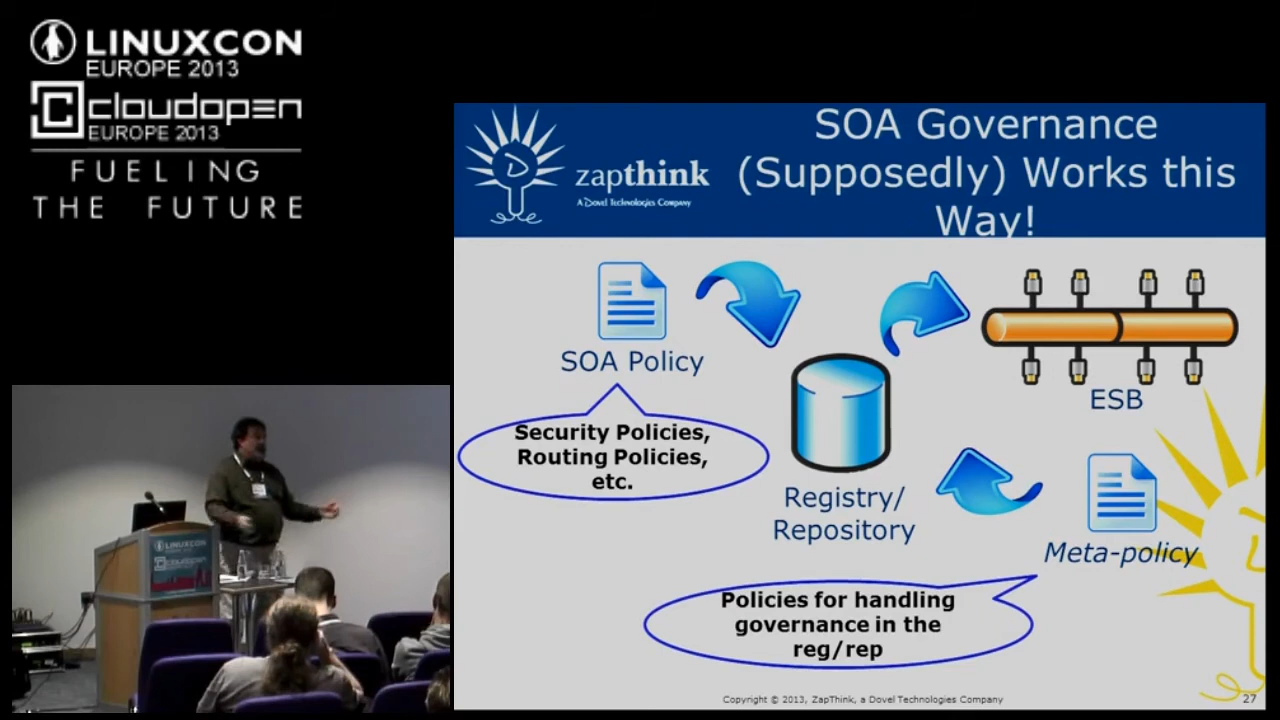 LINUXCON
EUROPE 2013
cloudopen
EUROPE 2013
FUELING
THE FUTURE
zapthink
A Dovel Technologies Company
SOA Governance
(Supposedly) Works this
Way!
SOA Policy
Security Policies,
Routing Policies,
etc.
Registry/
Repository
ESB
Meta-policy
Policies for handling
governance in the
reg/rep
Copyright © 2013, ZapThink, a Dovel Technologies Company
27
LINUXCON
cloudopen